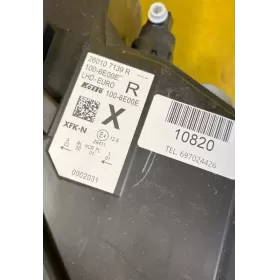 26010 7139 R ---
100-6E00E
LHD-EURO R
Koito 100-6E00E
X
XFK-N
0002031
10820
TEL. 697024426